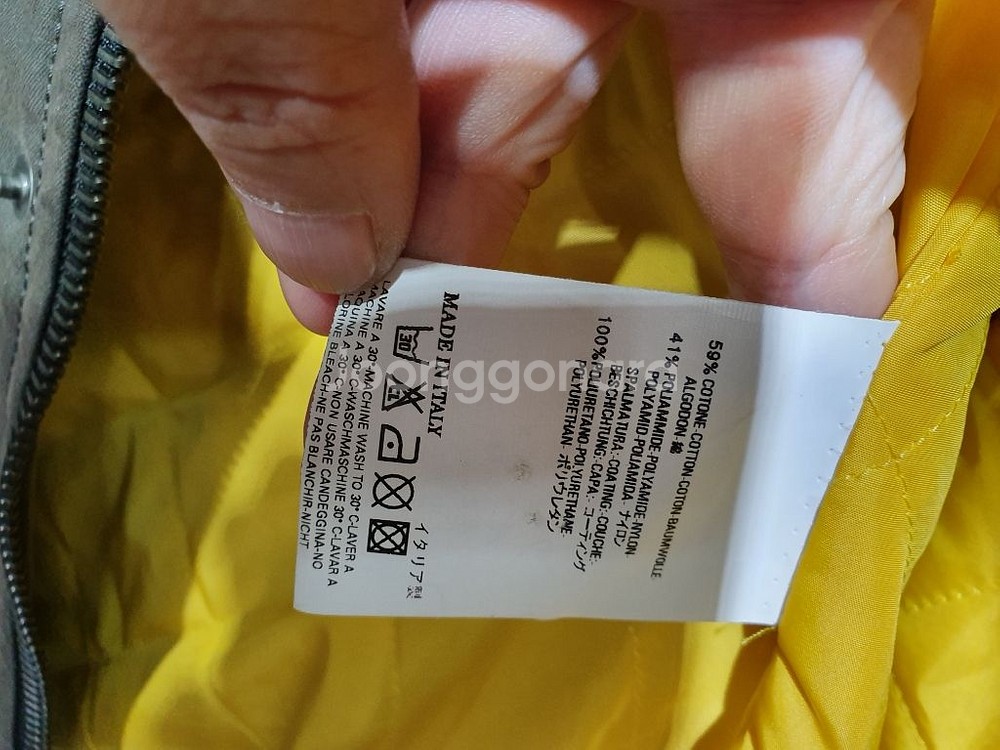 59% COTONE-COTTON-COTON-BAUMWOLLE
ALGODON-綿
41% POLIAMMIDE-POLYAMIDE-NYLON
POLYAMID-POLIAMIDA-ナイロン
SPALMATURA:-COATING:-COUCHE:-
BESCHICHTUNG:-CAPA:-コーティング
100% POLIURETANO-POLYURETHANE-
POLYURETHAN-ポリウレタン
MADE IN ITALY
イタリア製
30
LAVARE A 30°-MACHINE WASH TO 30° C-LAVER A
MACHINE A 30° C-WASCHMASCHINE 30° C-LAVAR A
MAQUINA A 30° C-NON USARE CANDEGGINA-NO
CHLORINE BLEACH-NE PAS BLANCHIR-NICHT